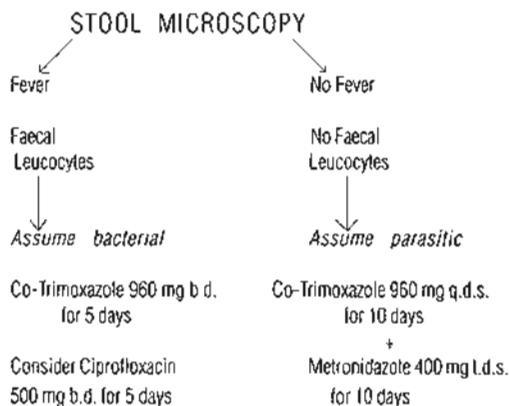 STOOL MICROSCOPY
Fever
Faecal
Leucocytes
Assume bacterial
Co-Trimoxazole 960 mg b d.
for 5 days
Consider Ciprofloxacin
500 mg b.d. for 5 days
No Fever
No Faecal
Leucocytes
Assume parasitic
Co-Trimoxazole 960 mg q.d.s.
for 10 days
+
Metronidazole 400 mg t.d.s.
for 10 days